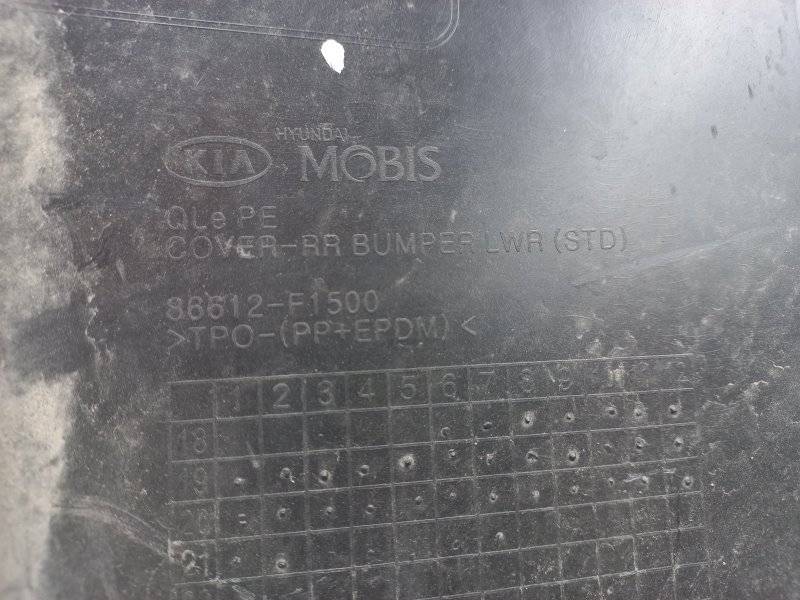 HYUNDAI
KIA MOBIS
QLe PE
COVER-RR BUMPER LWR (STD)
86612-F1500
>TPO-(PP+EPDM)<
1 2 3 4 5 6 7 8 9
18
19
20
21